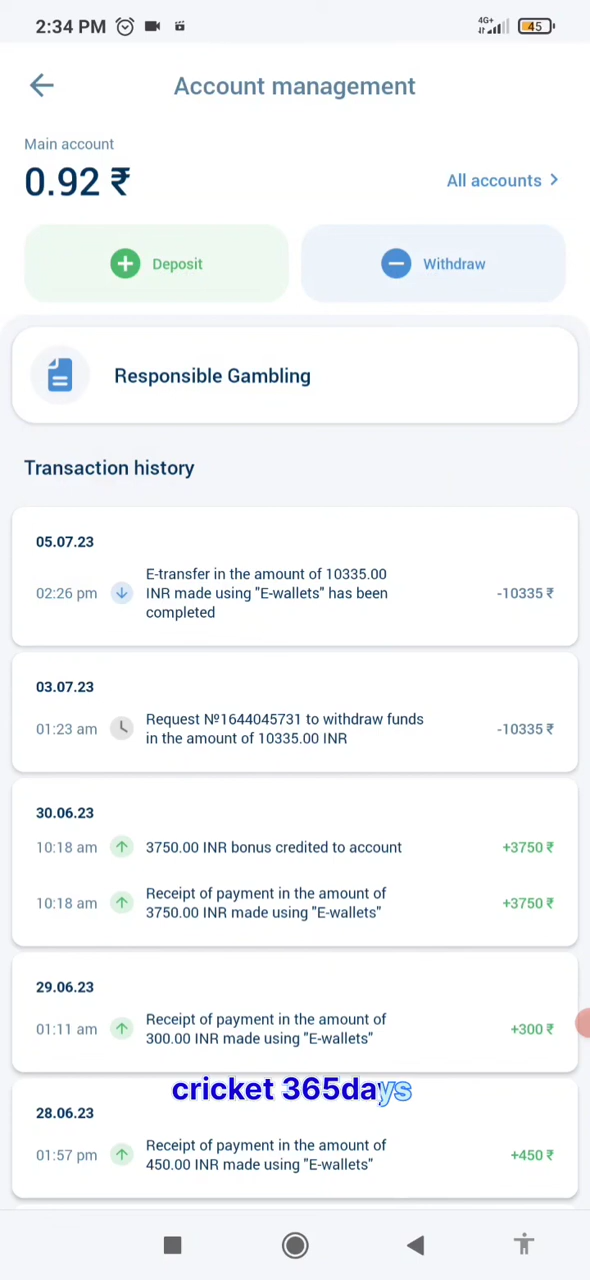 2:34 PM
4G+
45
Account management
Main account
0.92 ₹
All accounts
Deposit
Withdraw
Responsible Gambling
Transaction history
05.07.23
02:26 pm
E-transfer in the amount of 10335.00
INR made using "E-wallets" has been
completed
-10335 ₹
03.07.23
01:23 am
Request №1644045731 to withdraw funds
in the amount of 10335.00 INR
-10335 ₹
30.06.23
10:18 am
3750.00 INR bonus credited to account
+3750 ₹
10:18 am
Receipt of payment in the amount of
3750.00 INR made using "E-wallets"
+3750 ₹
29.06.23
01:11 am
Receipt of payment in the amount of
300.00 INR made using "E-wallets"
+300 ₹
cricket 365days
28.06.23
01:57 pm
Receipt of payment in the amount of
450.00 INR made using "E-wallets"
+450 ₹